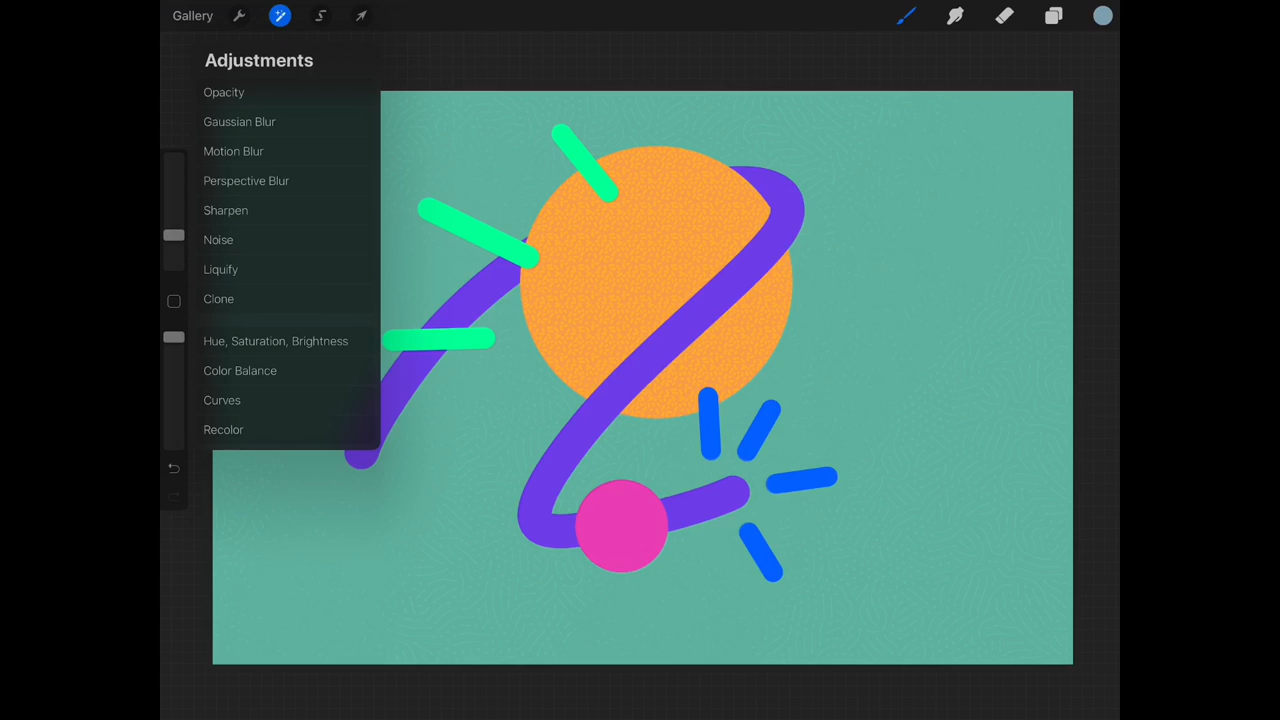 Gallery
Adjustments
Opacity
Gaussian Blur
Motion Blur
Perspective Blur
Sharpen
Noise
Liquify
Clone
Hue, Saturation, Brightness
Color Balance
Curves
Recolor